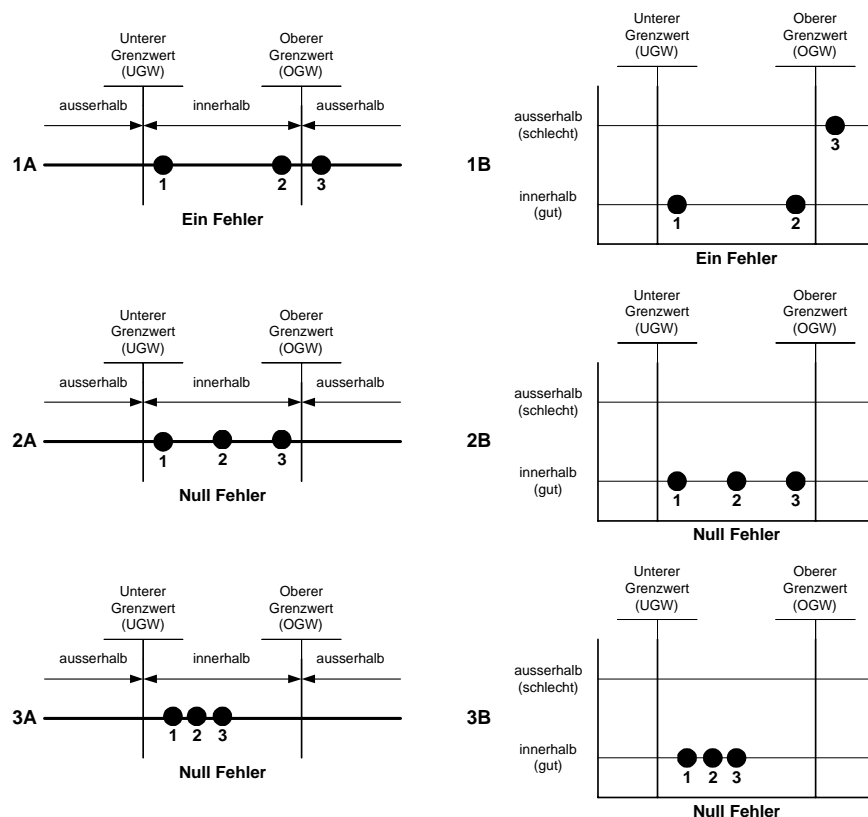 Unterer
Grenzwert
(UGW)
Oberer
Grenzwert
(OGW)
ausserhalb
innerhalb
ausserhalb
1A
1
2
3
Ein Fehler
Unterer
Grenzwert
(UGW)
Oberer
Grenzwert
(OGW)
ausserhalb
(schlecht)
3
1B
innerhalb
(gut)
1
2
Ein Fehler
Unterer
Grenzwert
(UGW)
Oberer
Grenzwert
(OGW)
ausserhalb
innerhalb
ausserhalb
2A
1
2
3
Null Fehler
Unterer
Grenzwert
(UGW)
Oberer
Grenzwert
(OGW)
ausserhalb
(schlecht)
2B
innerhalb
(gut)
1
2
3
Null Fehler
Unterer
Grenzwert
(UGW)
Oberer
Grenzwert
(OGW)
ausserhalb
innerhalb
ausserhalb
3A
1
2
3
Null Fehler
Unterer
Grenzwert
(UGW)
Oberer
Grenzwert
(OGW)
ausserhalb
(schlecht)
3B
innerhalb
(gut)
1
2
3
Null Fehler